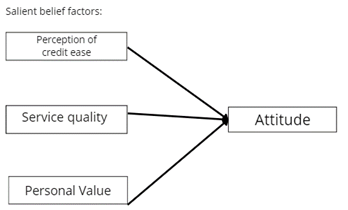 Salient belief factors:
Perception of
credit ease
Service quality
Attitude
Personal Value